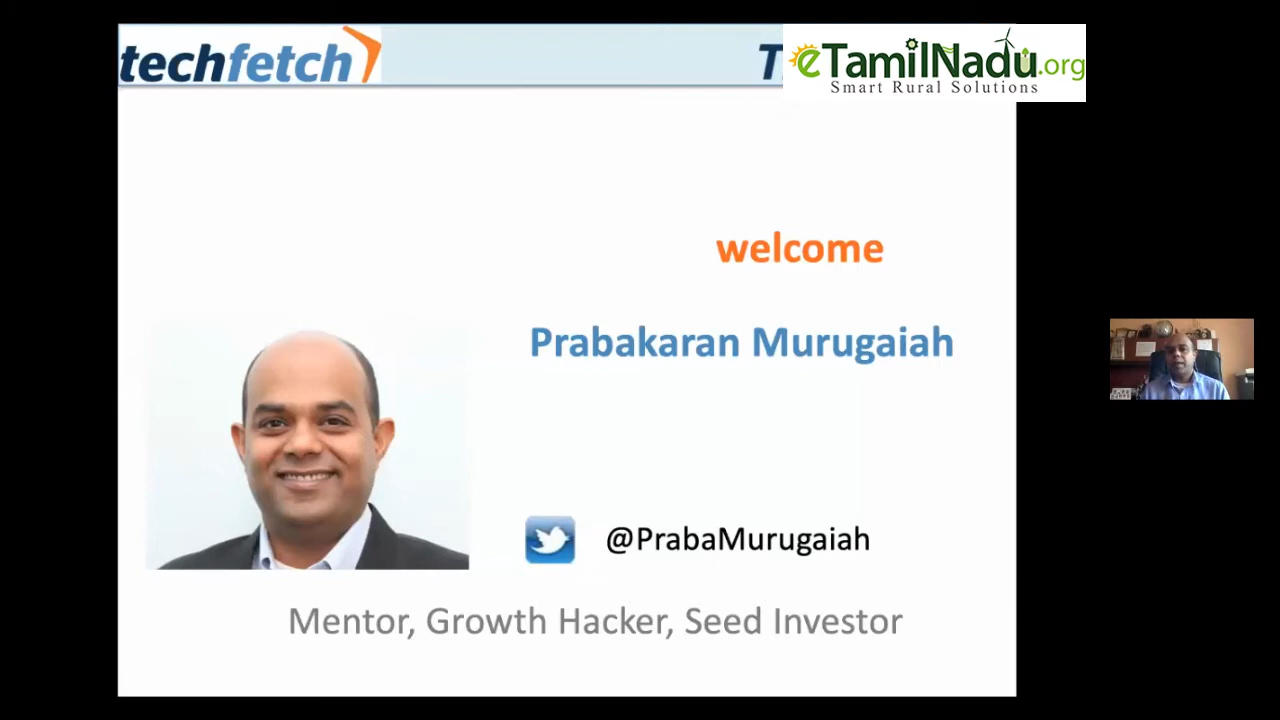 techfetch
T
eTamilNadu.org
Smart Rural Solutions
welcome
Prabakaran Murugaiah
@PrabaMurugaiah
Mentor, Growth Hacker, Seed Investor